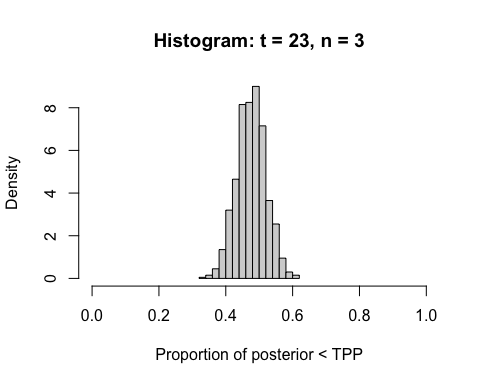 Histogram: t = 23, n = 3
Density
8
6
4
2
0
0.0 0.2 0.4 0.6 0.8 1.0
Proportion of posterior < TPP